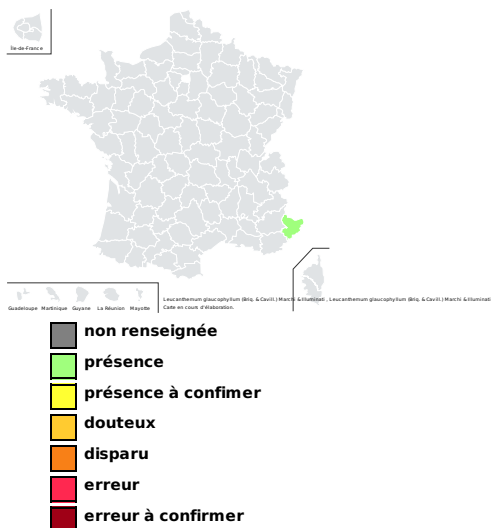 Île-de-France
Guadeloupe Martinique Guyane La Réunion Mayotte
Leucanthemum glaucophyllum (Briq. & Cavill.) Marchi & Illuminati , Leucanthemum glaucophyllum (Briq. & Cavill.) Marchi & Illuminati
Carte en cours d'élaboration.
non renseignée
présence
présence à confimer
douteux
disparu
erreur
erreur à confirmer